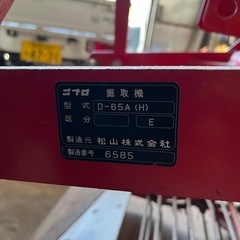 ニプロ 掘取機
型式 D-65A(H)
区分 E
製造元 松山株式会社
製造番号 6585